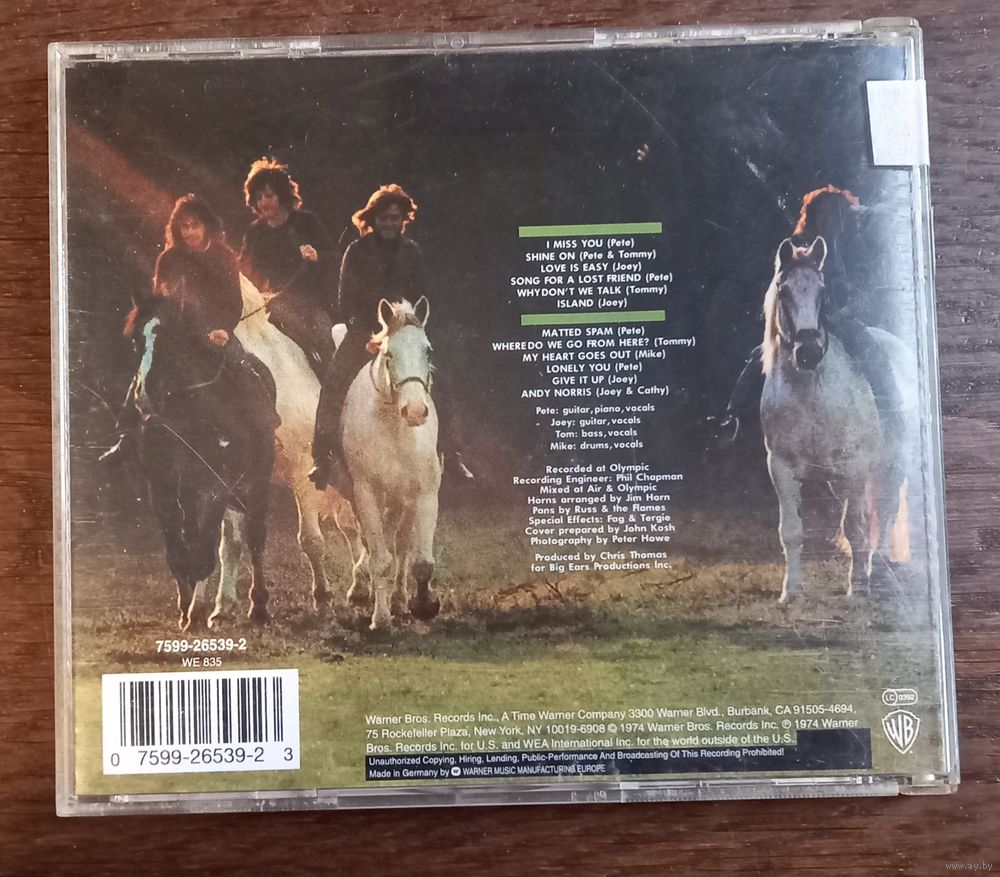 I MISS YOU (Pete)
SHINE ON (Pete & Tommy)
LOVE IS EASY (Joey)
SONG FOR A LOST FRIEND (Pete)
WHY DON'T WE TALK (Tommy)
ISLAND (Joey)
MATTED SPAM (Pete)
WHERE DO WE GO FROM HERE? (Tommy)
MY HEART GOES OUT (Mike)
LONELY YOU (Pete)
GIVE IT UP (Joey)
ANDY NORRIS (Joey & Cathy)
Pete: guitar, piano, vocals
Joey: guitar, vocals
Tom: bass, vocals
Mike: drums, vocals
Recorded at Olympic
Recording Engineer: Phil Chapman
Mixed at Air & Olympic
Horns arranged by Jim Horn
Pans by Russ & the Flames
Special Effects: Fag & Tergie
Cover prepared by John Kosh
Photography by Peter Howe
Produced by Chris Thomas
for Big Ears Productions Inc.
7599-26539-2
WE 835
0 7599-26539-2 3
LC 0392
WB
Warner Bros. Records Inc., A Time Warner Company 3300 Warner Blvd., Burbank, CA 91505-4694,
75 Rockefeller Plaza, New York, NY 10019-6908 © 1974 Warner Bros. Records Inc. ℗ 1974 Warner
Bros. Records Inc. for U.S. and WEA International Inc. for the world outside of the U.S.
Unauthorized Copying, Hiring, Lending, Public-Performance And Broadcasting Of This Recording Prohibited!
Made in Germany by WARNER MUSIC MANUFACTURING EUROPE
www.ay.by